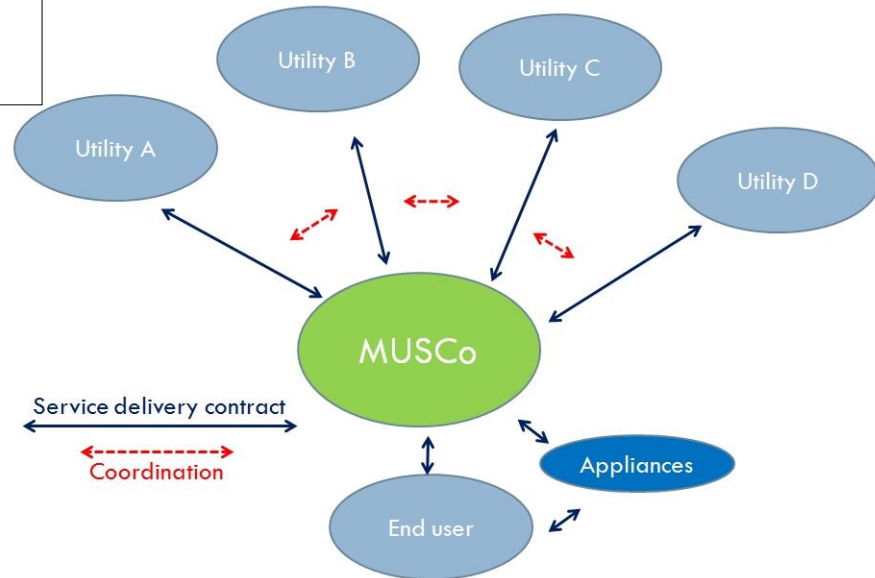 Utility B
Utility C
Utility A
Utility D
MUSCo
Service delivery contract
Coordination
Appliances
End user